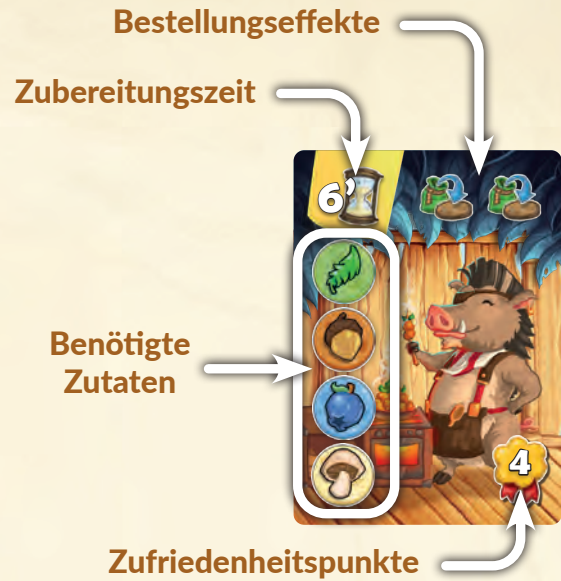 Bestellungseffekte
Zubereitungszeit
6’
Benötigte
Zutaten
4
Zufriedenheitspunkte